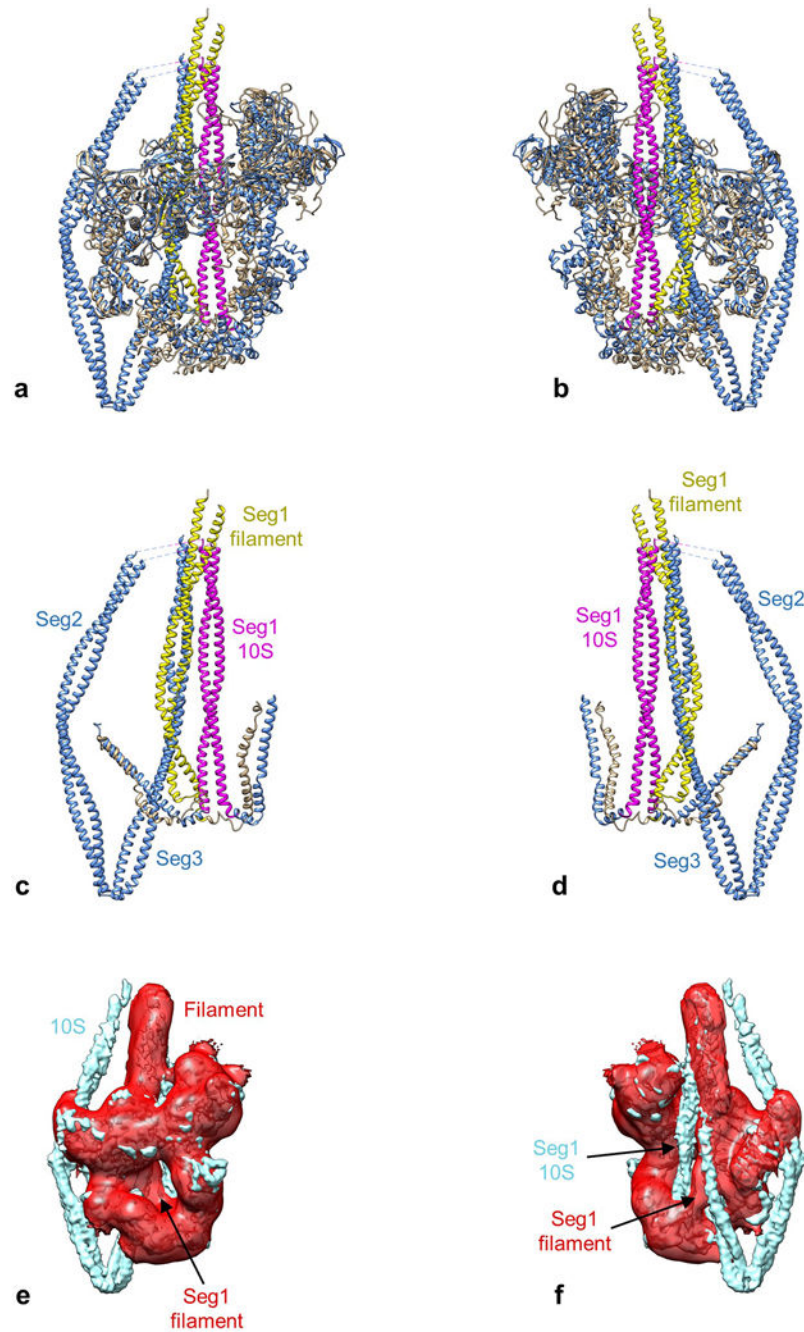 a
b
Seg1
filament
Seg2
Seg1
10S
Seg3
c
Seg1
filament
Seg1
10S
Seg2
Seg3
d
10S
Filament
Seg1
filament
e
Seg1
10S
Seg1
filament
f